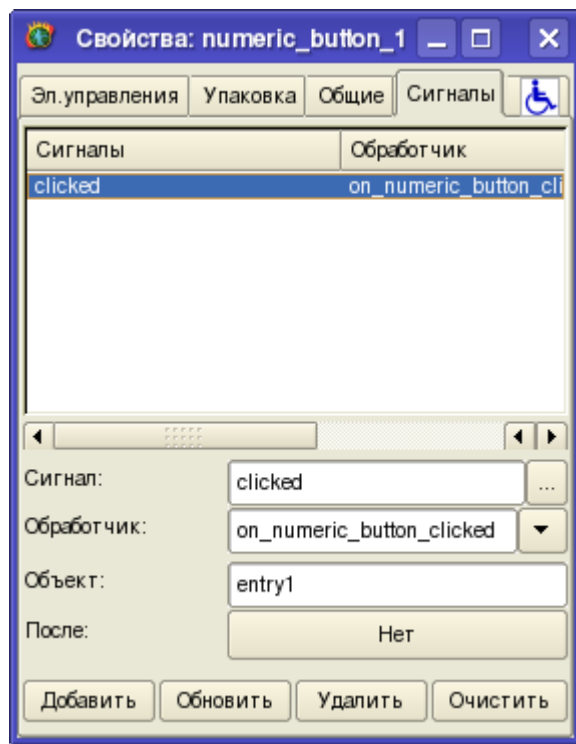 Свойства: numeric_button_1
Эл.управления Упаковка Общие Сигналы
Сигналы Обработчик
clicked on_numeric_button_cli
Сигнал: clicked ...
Обработчик: on_numeric_button_clicked
Объект: entry1
После: Нет
Добавить Обновить Удалить Очистить